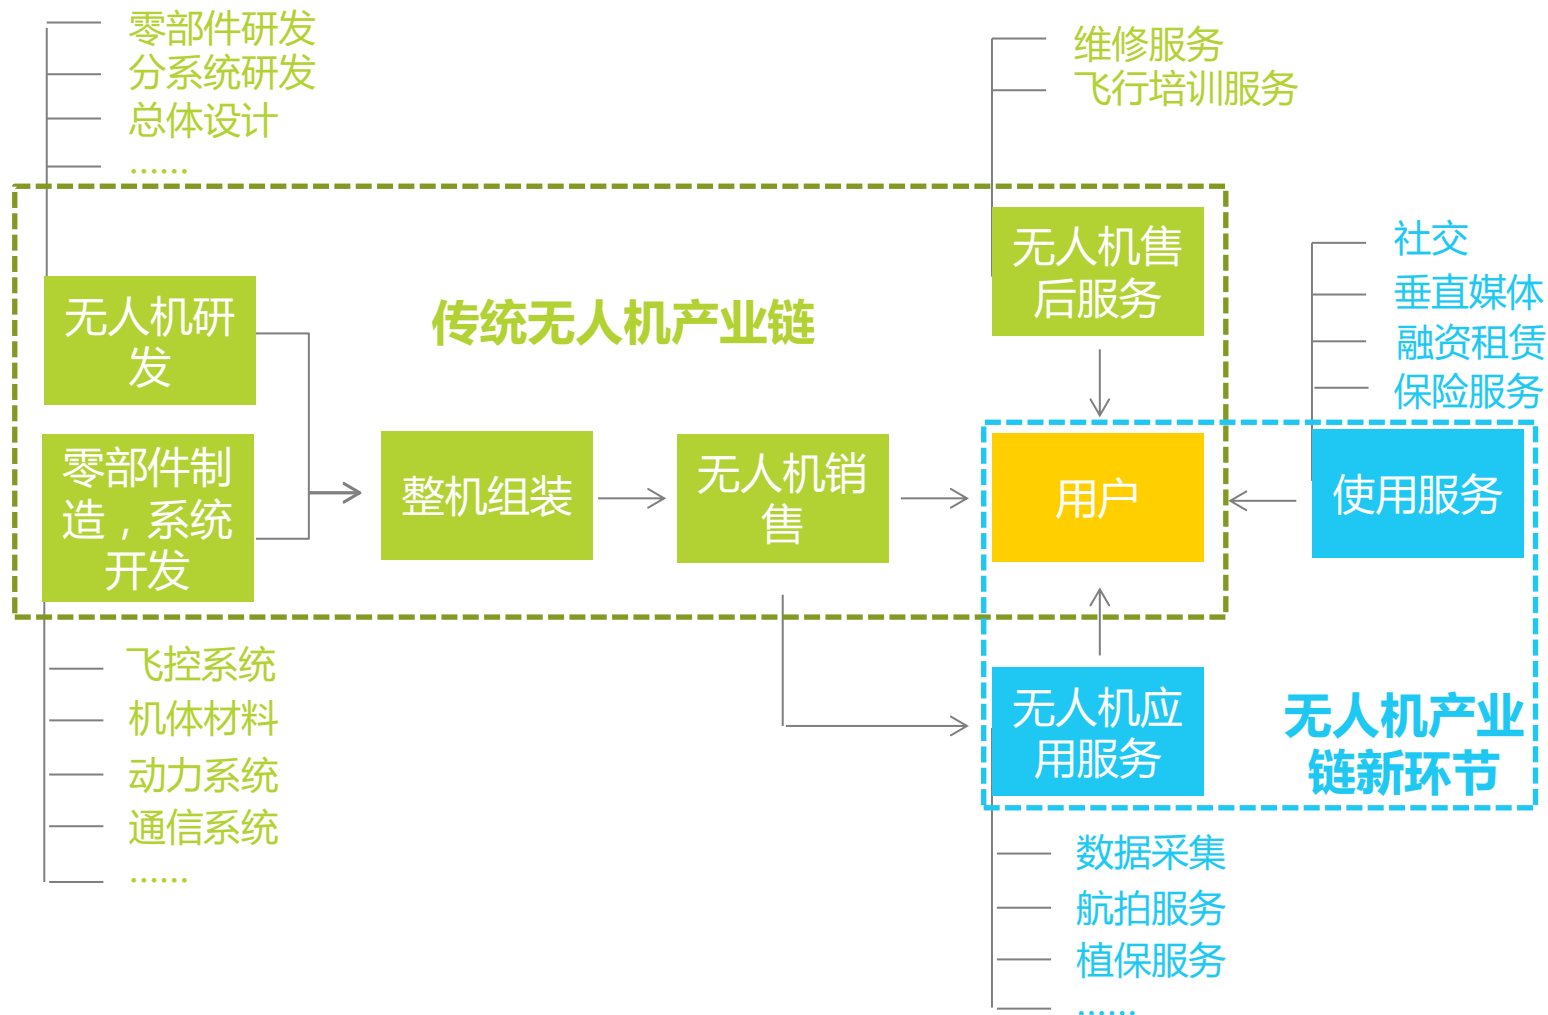 零部件研发
分系统研发
总体设计
……
维修服务
飞行培训服务
无人机研
发
传统无人机产业链
无人机售
后服务
社交
垂直媒体
融资租赁
保险服务
零部件制
造，系统
开发
整机组装
无人机销
售
用户
使用服务
飞控系统
机体材料
动力系统
通信系统
……
无人机应
用服务
无人机产业
链新环节
数据采集
航拍服务
植保服务
……